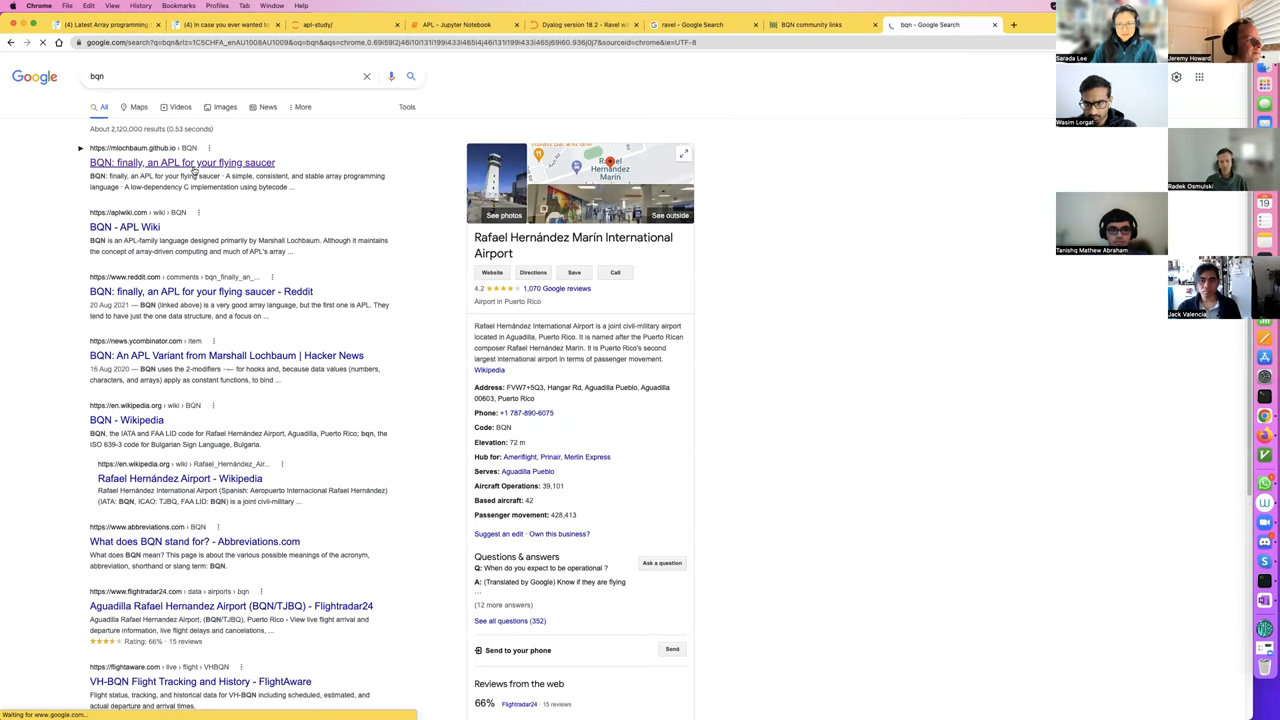 Chrome File Edit View History Bookmarks Profiles Tab Window Help
(4) Latest Array programming
(4) In case you ever wanted to
apl-study/
APL - Jupyter Notebook
Dyalog version 18.2 - Ravel wi
ravel - Google Search
BQN community links
bqn - Google Search
google.com/search?q=bqn&rlz=1C5CHFA_enAU1008AU1009&oq=bqn&aqs=chrome.0.69i59j46i10i131i199i433i465i4j46i131i199i433i465j69i60.936j0j7&sourceid=chrome&ie=UTF-8
Google
bqn
All Maps Videos Images News More Tools
About 2,120,000 results (0.53 seconds)
https://mlochbaum.github.io › BQN
BQN: finally, an APL for your flying saucer
BQN: finally, an APL for your flying saucer · A simple, consistent, and stable array programming
language · A low-dependency C implementation using bytecode ...
https://aplwiki.com › wiki › BQN
BQN - APL Wiki
BQN is an APL-family language designed primarily by Marshall Lochbaum. Although it maintains
the concept of array-driven computing and much of APL's array ...
https://www.reddit.com › comments › bqn_finally_an_...
BQN: finally, an APL for your flying saucer - Reddit
20 Aug 2021 — BQN (linked above) is a very good array language, but the first one is APL. They
tend to have just the one data structure, and a focus on ...
https://news.ycombinator.com › item
BQN: An APL Variant from Marshall Lochbaum | Hacker News
16 Aug 2020 — BQN uses the 2-modifiers ⊸⟜ for hooks and, because data values (numbers,
characters, and arrays) apply as constant functions, to bind ...
https://en.wikipedia.org › wiki › BQN
BQN - Wikipedia
BQN, the IATA and FAA LID code for Rafael Hernández Airport, Aguadilla, Puerto Rico; bqn, the
ISO 639-3 code for Bulgarian Sign Language, Bulgaria.
https://en.wikipedia.org › wiki › Rafael_Hernández_Air...
Rafael Hernández Airport - Wikipedia
Rafael Hernández International Airport (Spanish: Aeropuerto Internacional Rafael Hernández)
(IATA: BQN, ICAO: TJBQ, FAA LID: BQN) is a joint civil-military ...
https://www.abbreviations.com › BQN
What does BQN stand for? - Abbreviations.com
What does BQN mean? This page is about the various possible meanings of the acronym,
abbreviation, shorthand or slang term: BQN.
https://www.flightradar24.com › data › airports › bqn
Aguadilla Rafael Hernandez Airport (BQN/TJBQ) - Flightradar24
Aguadilla Rafael Hernandez Airport, (BQN/TJBQ), Puerto Rico - View live flight arrival and
departure information, live flight delays and cancelations, ...
Rating: 66% · 15 reviews
https://flightaware.com › live › flight › VHBQN
VH-BQN Flight Tracking and History - FlightAware
Flight status, tracking, and historical data for VH-BQN including scheduled, estimated, and
actual departure and arrival times.
Waiting for www.google.com...
See photos
Rafael
Hernández
Marín
See outside
Rafael Hernández Marín International
Airport
Website Directions Save Call
4.2 1,070 Google reviews
Airport in Puerto Rico
Rafael Hernández International Airport is a joint civil-military airport
located in Aguadilla, Puerto Rico. It is named after the Puerto Rican
composer Rafael Hernández Marín. It is Puerto Rico's second
largest international airport in terms of passenger movement.
Wikipedia
Address: FVW7+5Q3, Hangar Rd, Aguadilla Pueblo, Aguadilla
00603, Puerto Rico
Phone: +1 787-890-6075
Code: BQN
Elevation: 72 m
Hub for: Ameriflight, Prinair, Merlin Express
Serves: Aguadilla Pueblo
Aircraft Operations: 39,101
Based aircraft: 42
Passenger movement: 428,413
Suggest an edit · Own this business?
Questions & answers
Q: When do you expect to be operational ?
A: (Translated by Google) Know if they are flying
...
(12 more answers)
Ask a question
See all questions (352)
Send to your phone Send
Reviews from the web
66% Flightradar24 · 15 reviews
Sarada Lee
Jeremy Howard
Wasim Lorgat
Radek Osmulski
Tanishq Mathew Abraham
Jack Valencia
19